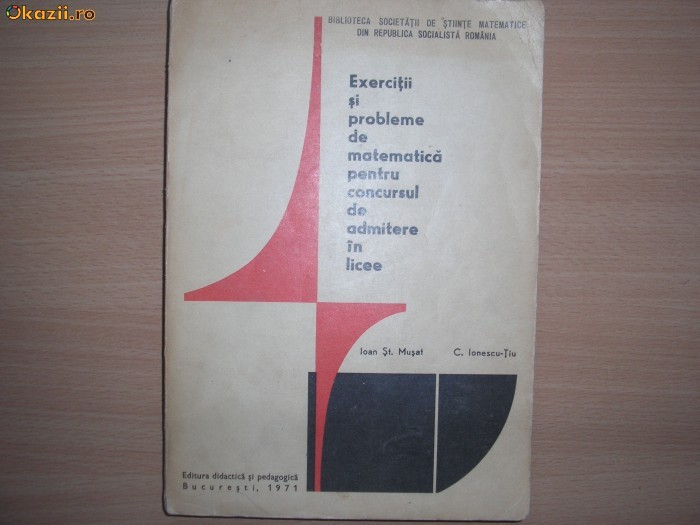 Okazii.ro
BIBLIOTECA SOCIETĂȚII DE ȘTIINȚE MATEMATICE
DIN REPUBLICA SOCIALISTĂ ROMÂNIA
Exerciții
și
probleme
de
matematică
pentru
concursul
de
admitere
în
licee
Ioan Șt. Mușat C. Ionescu-Țiu
Editura didactică și pedagogică
București, 1971